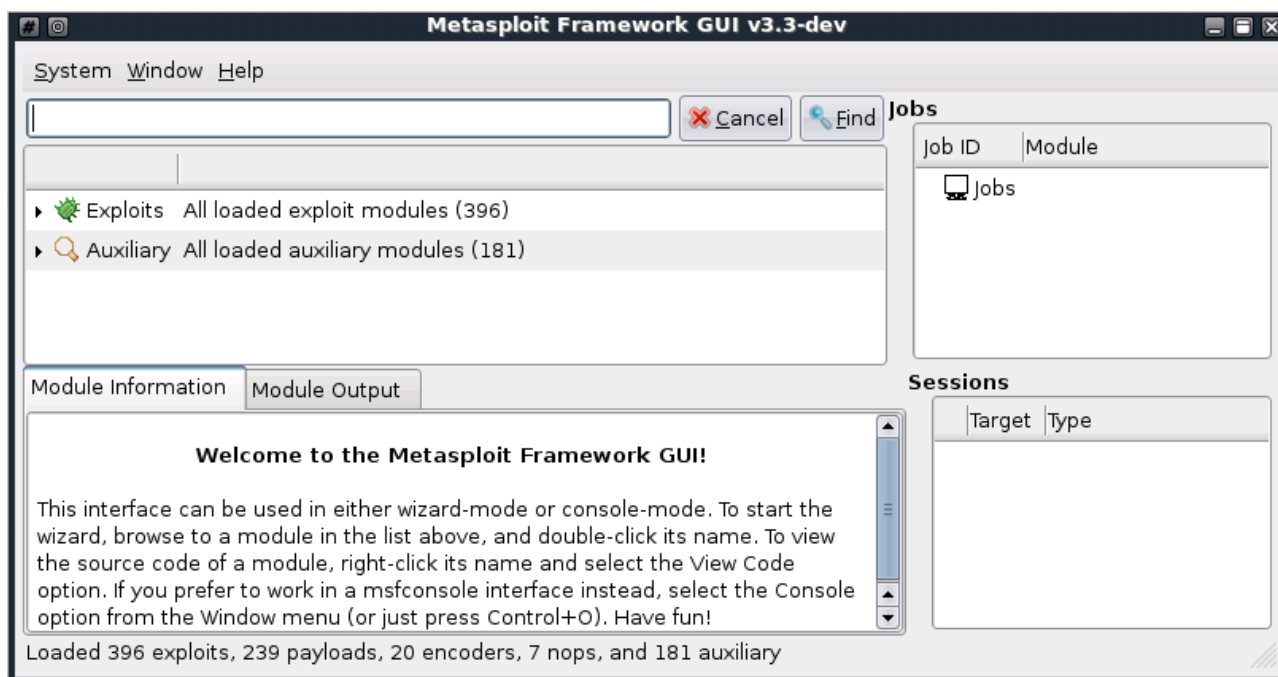 Metasploit Framework GUI v3.3-dev
System Window Help
Cancel Find
Jobs
Job ID Module
Jobs
Exploits All loaded exploit modules (396)
Auxiliary All loaded auxiliary modules (181)
Module Information Module Output
Sessions
Target Type
Welcome to the Metasploit Framework GUI!
This interface can be used in either wizard-mode or console-mode. To start the
wizard, browse to a module in the list above, and double-click its name. To view
the source code of a module, right-click its name and select the View Code
option. If you prefer to work in a msfconsole interface instead, select the Console
option from the Window menu (or just press Control+O). Have fun!
Loaded 396 exploits, 239 payloads, 20 encoders, 7 nops, and 181 auxiliary